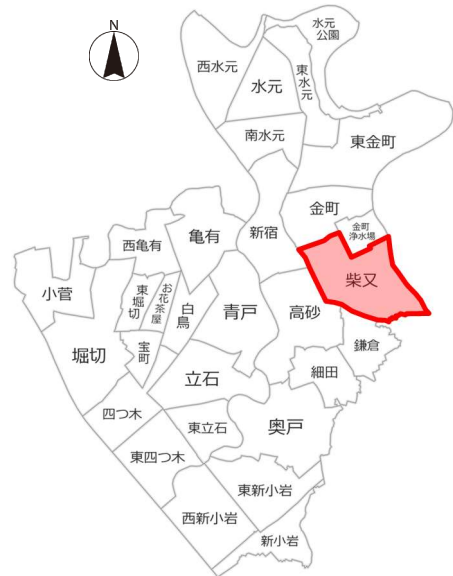 N
水元
公園
西水元
水元
東水元
南水元
東金町
金町
新宿
金町
浄水場
柴又
亀有
西亀有
小菅
東堀切
お花茶屋
白鳥
青戸
高砂
鎌倉
堀切
宝町
立石
細田
四つ木
東立石
奥戸
東四つ木
東新小岩
西新小岩
新小岩